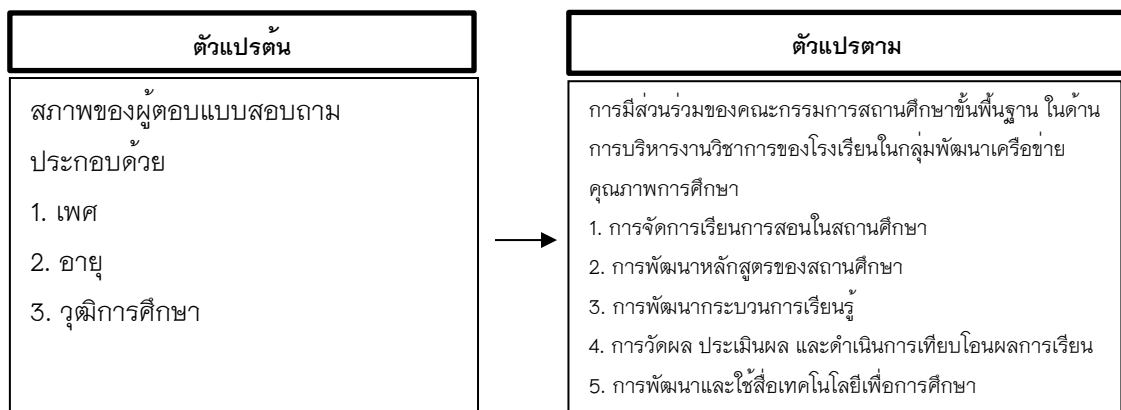 ตัวแปรต้น
สภาพของผู้ตอบแบบสอบถาม
ประกอบด้วย
1. เพศ
2. อายุ
3. วุฒิการศึกษา
ตัวแปรตาม
การมีส่วนร่วมของคณะกรรมการสถานศึกษาขั้นพื้นฐาน ในด้าน
การบริหารงานวิชาการของโรงเรียนในกลุ่มพัฒนาเครือข่าย
คุณภาพการศึกษา
1. การจัดการเรียนการสอนในสถานศึกษา
2. การพัฒนาหลักสูตรของสถานศึกษา
3. การพัฒนากระบวนการเรียนรู้
4. การวัดผล ประเมินผล และดำเนินการเทียบโอนผลการเรียน
5. การพัฒนาและใช้สื่อเทคโนโลยีเพื่อการศึกษา